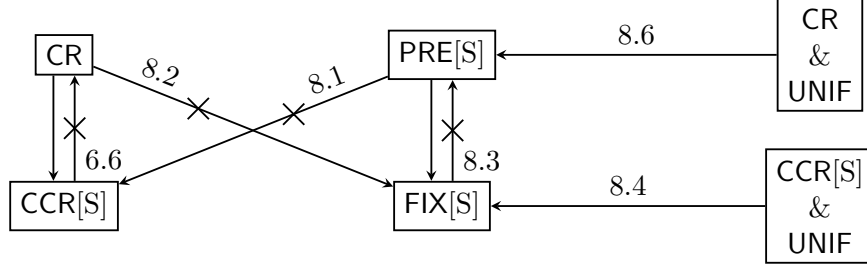 CR
PRE[S]
8.6
CR
&
UNIF
8.2
8.1
6.6
8.3
CCR[S]
FIX[S]
8.4
CCR[S]
&
UNIF